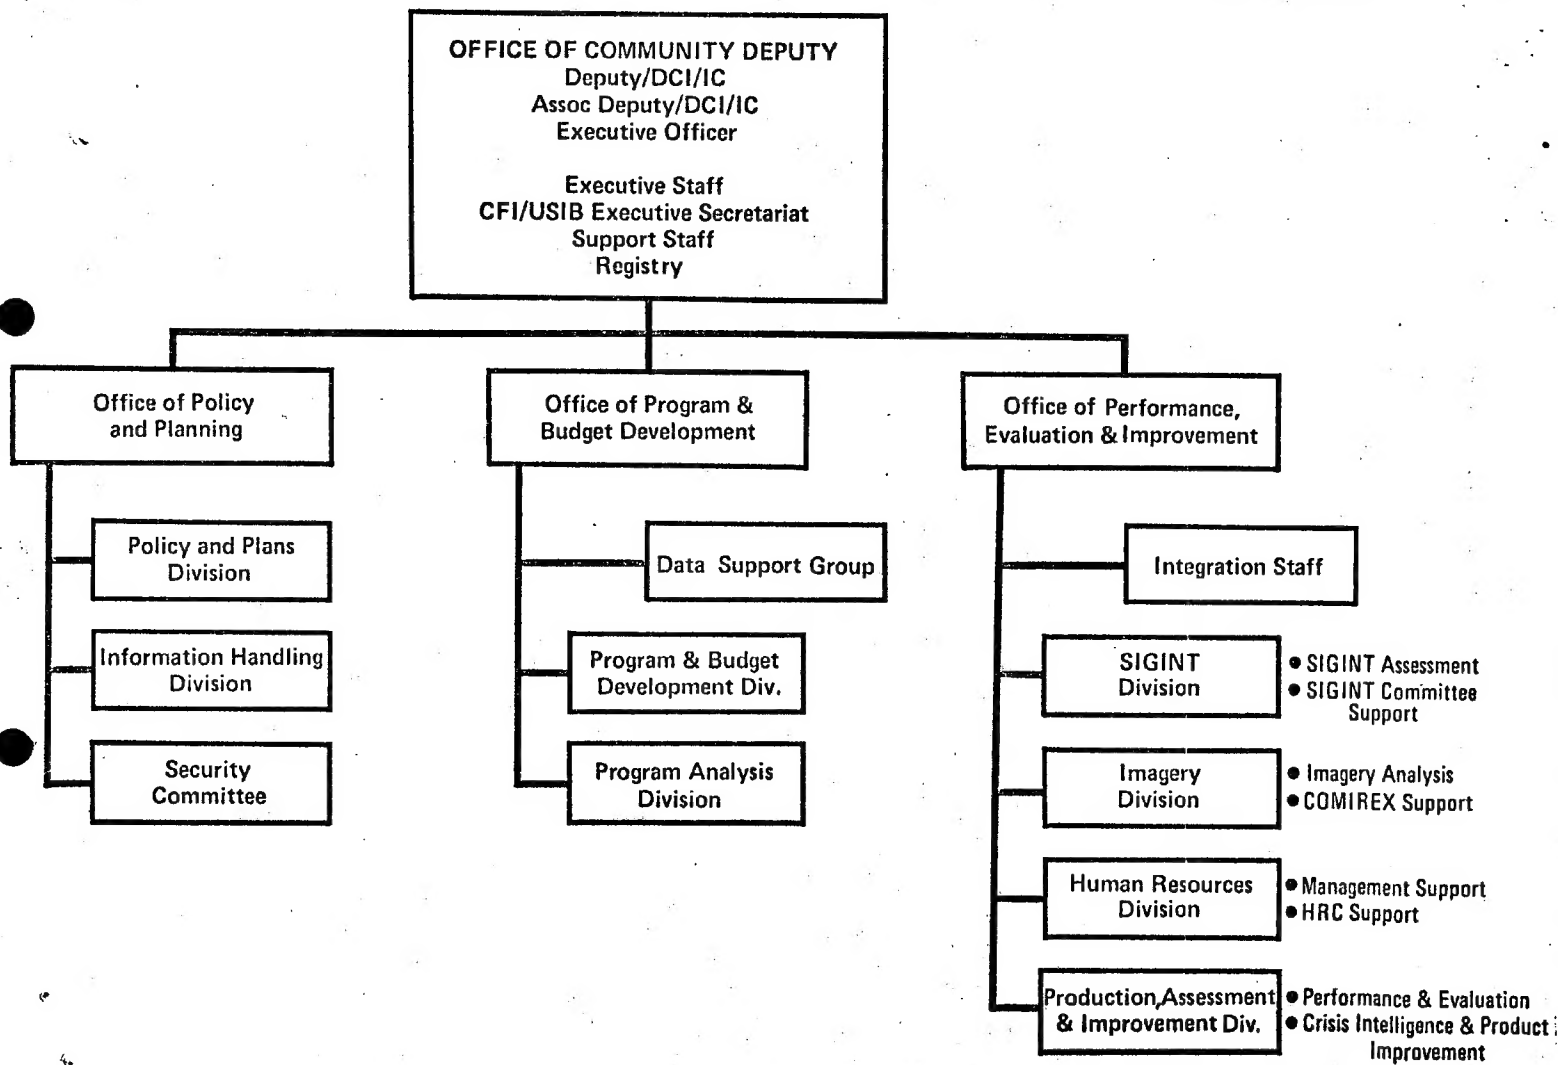 OFFICE OF COMMUNITY DEPUTY
Deputy/DCI/IC
Assoc Deputy/DCI/IC
Executive Officer
Executive Staff
CFI/USIB Executive Secretariat
Support Staff
Registry
Office of Policy
and Planning
Policy and Plans
Division
Information Handling
Division
Security
Committee
Office of Program &
Budget Development
Data Support Group
Program & Budget
Development Div.
Program Analysis
Division
Office of Performance,
Evaluation & Improvement
Integration Staff
SIGINT
Division
● SIGINT Assessment
● SIGINT Committee
Support
Imagery
Division
● Imagery Analysis
● COMIREX Support
Human Resources
Division
● Management Support
● HRC Support
Production,Assessment
& Improvement Div.
● Performance & Evaluation
● Crisis Intelligence & Product
Improvement